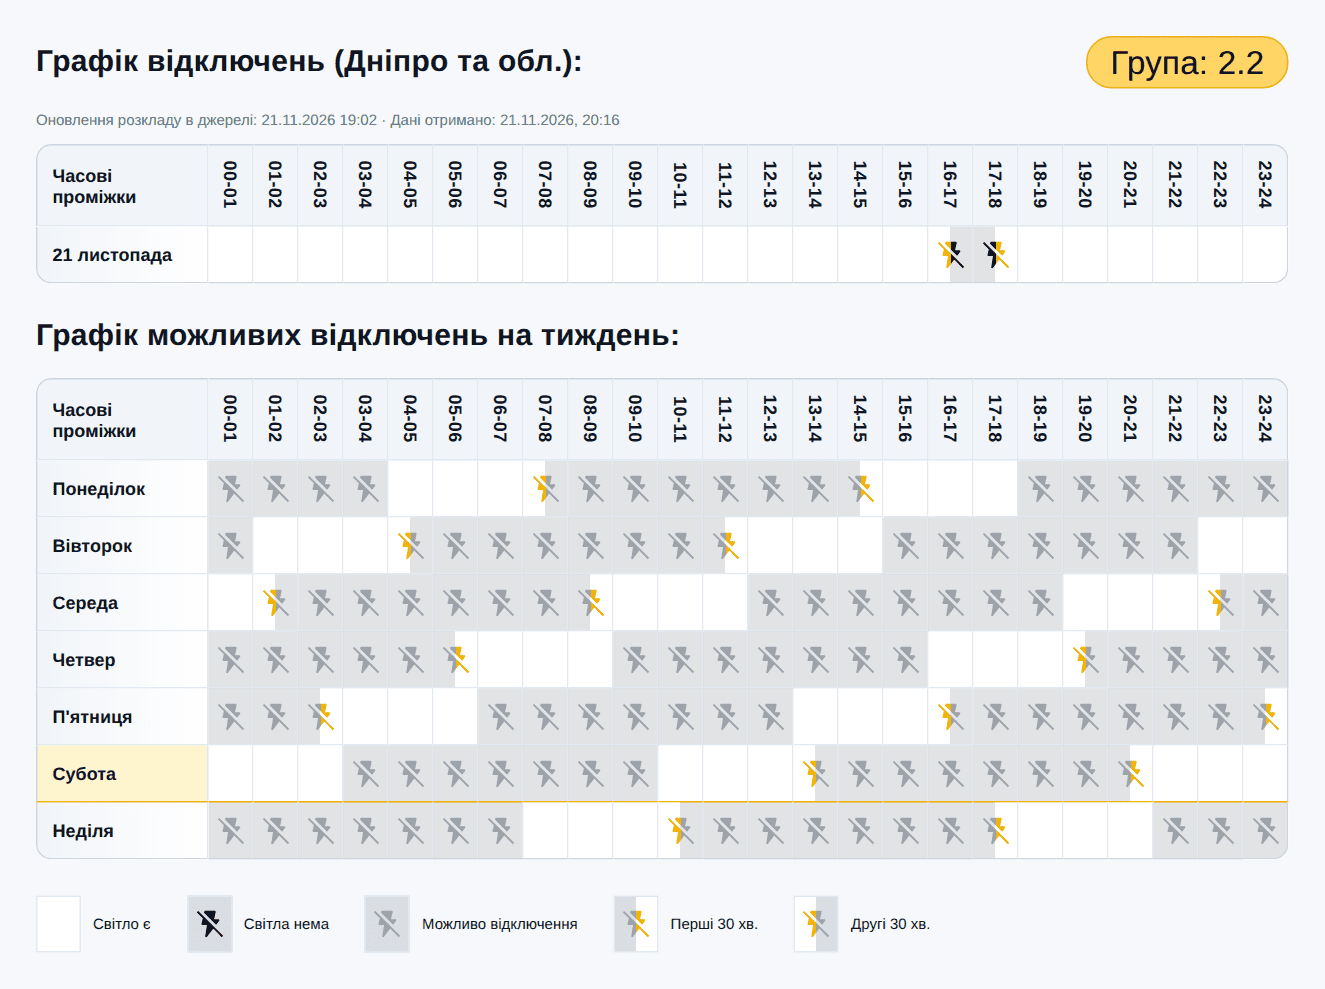 Графік відключень (Дніпро та обл.):
Група: 2.2
Оновлення розкладу в джерелі: 21.11.2026 19:02 · Дані отримано: 21.11.2026, 20:16
Часові
проміжки
00-01 01-02 02-03 03-04 04-05 05-06 06-07 07-08 08-09 09-10 10-11 11-12 12-13 13-14 14-15 15-16 16-17 17-18 18-19 19-20 20-21 21-22 22-23 23-24
21 листопада
Графік можливих відключень на тиждень:
Часові
проміжки
00-01 01-02 02-03 03-04 04-05 05-06 06-07 07-08 08-09 09-10 10-11 11-12 12-13 13-14 14-15 15-16 16-17 17-18 18-19 19-20 20-21 21-22 22-23 23-24
Понеділок
Вівторок
Середа
Четвер
П'ятниця
Субота
Неділя
Світло є
Світла нема
Можливо відключення
Перші 30 хв.
Другі 30 хв.